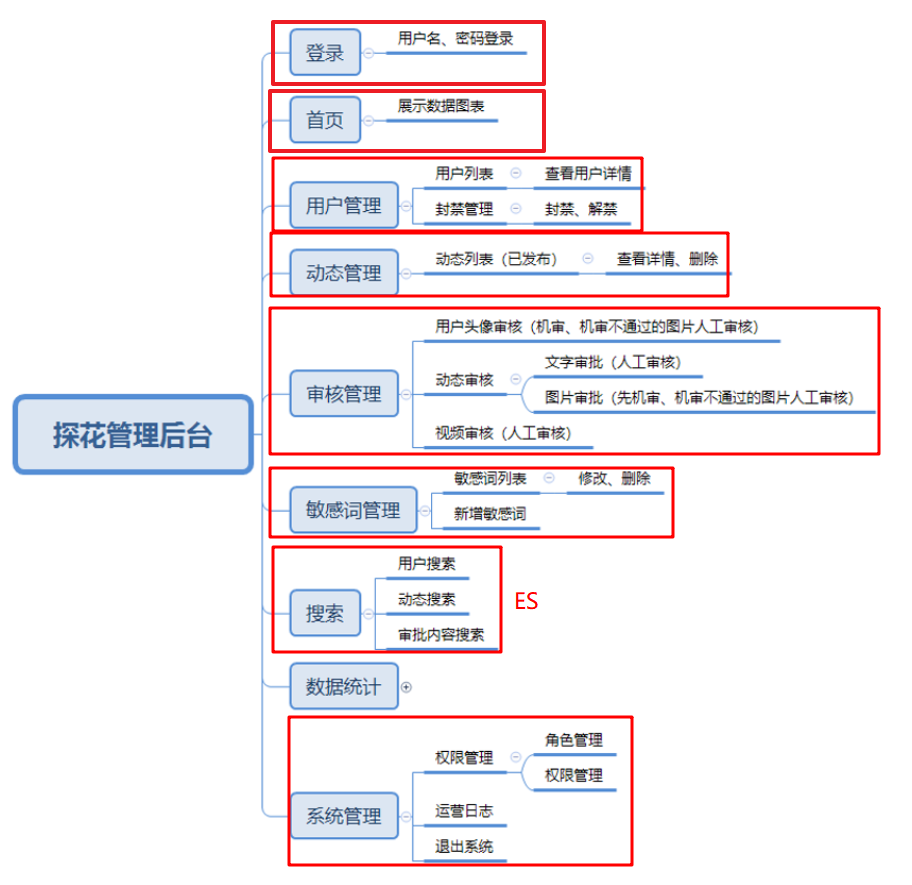 探花管理后台
登录
用户名、密码登录
首页
展示数据图表
用户管理
用户列表
查看用户详情
封禁管理
封禁、解禁
动态管理
动态列表（已发布）
查看详情、删除
审核管理
用户头像审核（机审、机审不通过的图片人工审核）
动态审核
文字审批（人工审核）
图片审批（先机审、机审不通过的图片人工审核）
视频审核（人工审核）
敏感词管理
敏感词列表
修改、删除
新增敏感词
搜索
用户搜索
动态搜索
审批内容搜索
ES
数据统计
系统管理
权限管理
角色管理
权限管理
运营日志
退出系统